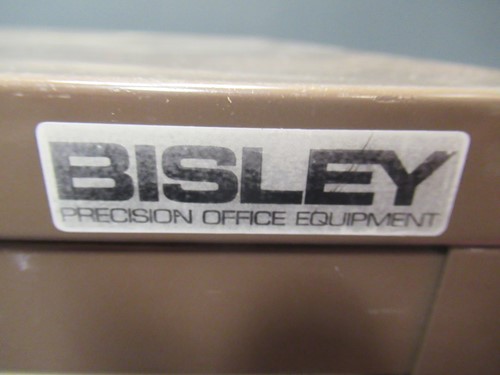 BISLEY
PRECISION OFFICE EQUIPMENT